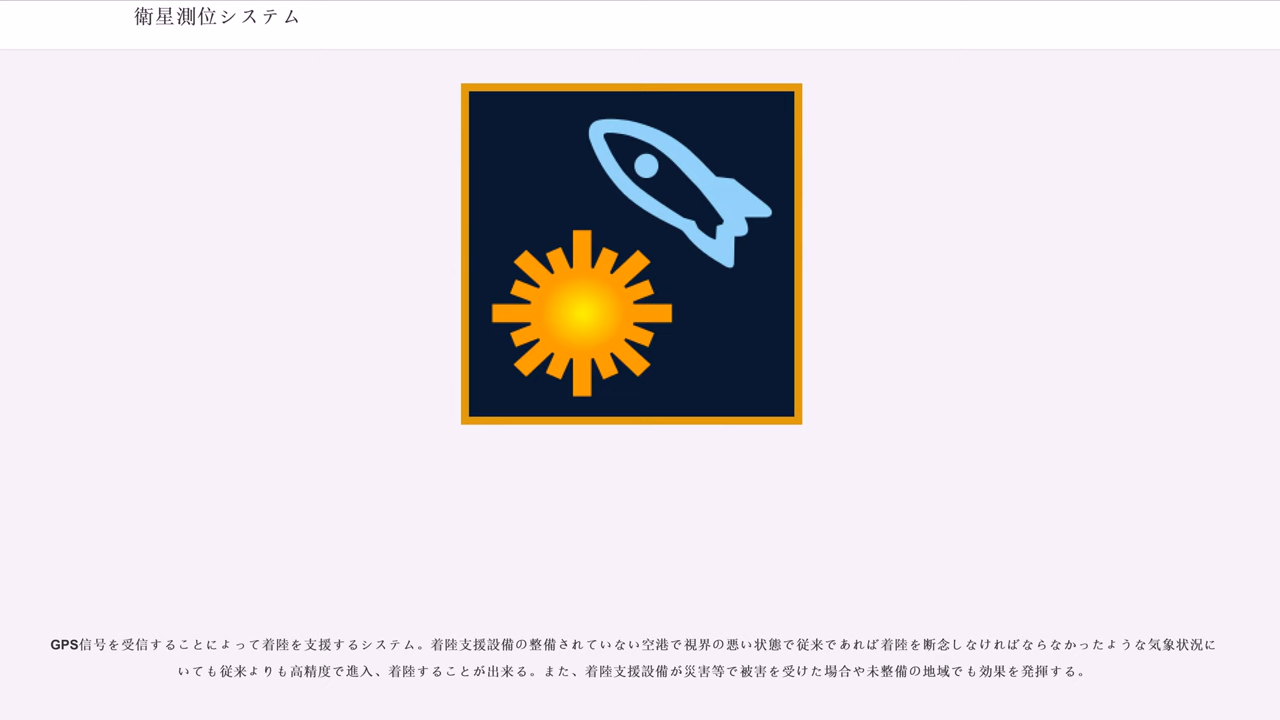 衛星測位システム
GPS信号を受信することによって着陸を支援するシステム。着陸支援設備の整備されていない空港で視界の悪い状態で従来であれば着陸を断念しなければならなかったような気象状況に
いても従来よりも高精度で進入、着陸することが出来る。また、着陸支援設備が災害等で被害を受けた場合や未整備の地域でも効果を発揮する。